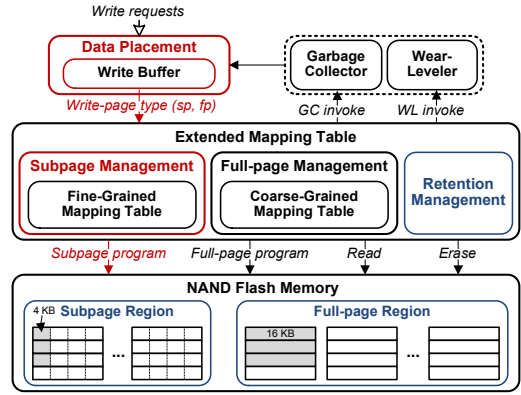 Write requests
Data Placement
Write Buffer
Garbage
Collector
Wear-
Leveler
Write-page type (sp, fp)
GC invoke
WL invoke
Extended Mapping Table
Subpage Management
Fine-Grained
Mapping Table
Full-page Management
Coarse-Grained
Mapping Table
Retention
Management
Subpage program
Full-page program
Read
Erase
NAND Flash Memory
4 KB
Subpage Region
...
Full-page Region
16 KB
...